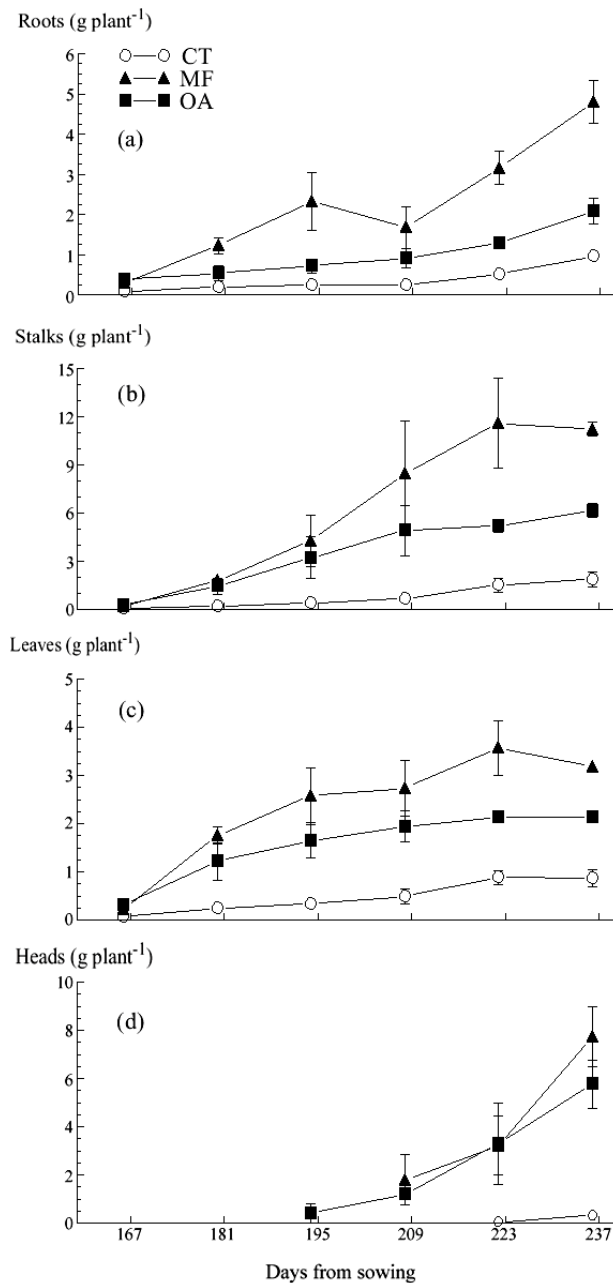 Roots (g plant⁻¹)
6
CT
MF
5
OA
4
(a)
3
2
1
0
Stalks (g plant⁻¹)
15
(b)
12
9
6
3
0
Leaves (g plant⁻¹)
5
(c)
4
3
2
1
0
Heads (g plant⁻¹)
10
(d)
8
6
4
2
0
167 181 195 209 223 237
Days from sowing